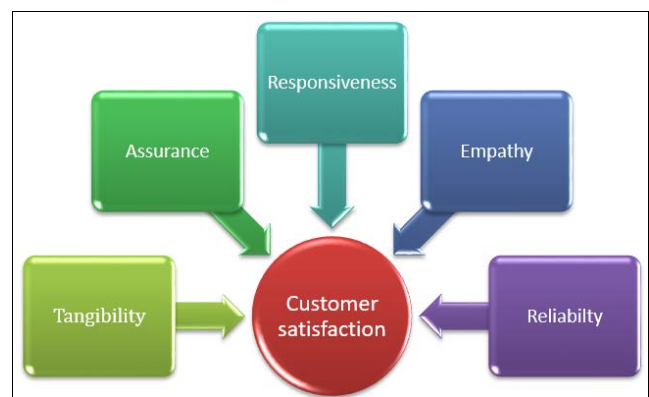 Responsiveness
Assurance
Empathy
Tangibility
Customer
satisfaction
Reliabilty